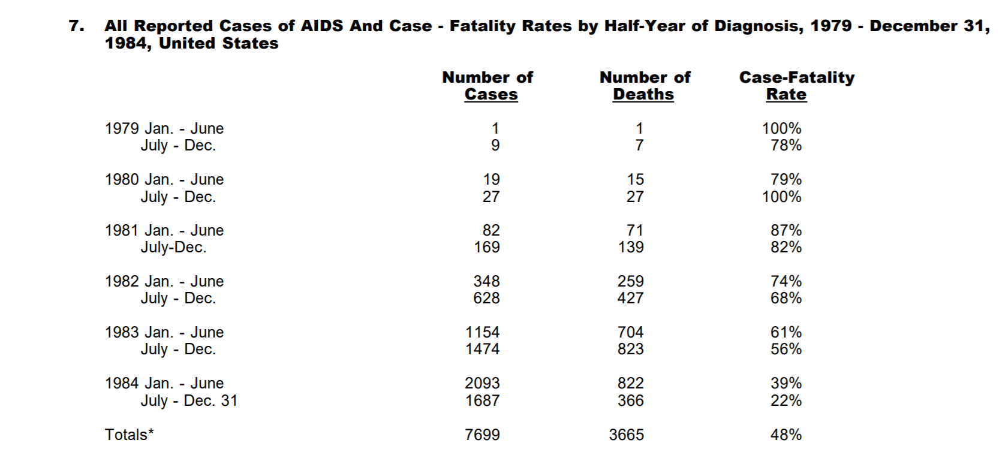 7. All Reported Cases of AIDS And Case - Fatality Rates by Half-Year of Diagnosis, 1979 - December 31,
1984, United States
Number of Number of Case-Fatality
Cases Deaths Rate
1979 Jan. - June 1 1 100%
July - Dec. 9 7 78%
1980 Jan. - June 19 15 79%
July - Dec. 27 27 100%
1981 Jan. - June 82 71 87%
July-Dec. 169 139 82%
1982 Jan. - June 348 259 74%
July - Dec. 628 427 68%
1983 Jan. - June 1154 704 61%
July - Dec. 1474 823 56%
1984 Jan. - June 2093 822 39%
July - Dec. 31 1687 366 22%
Totals* 7699 3665 48%